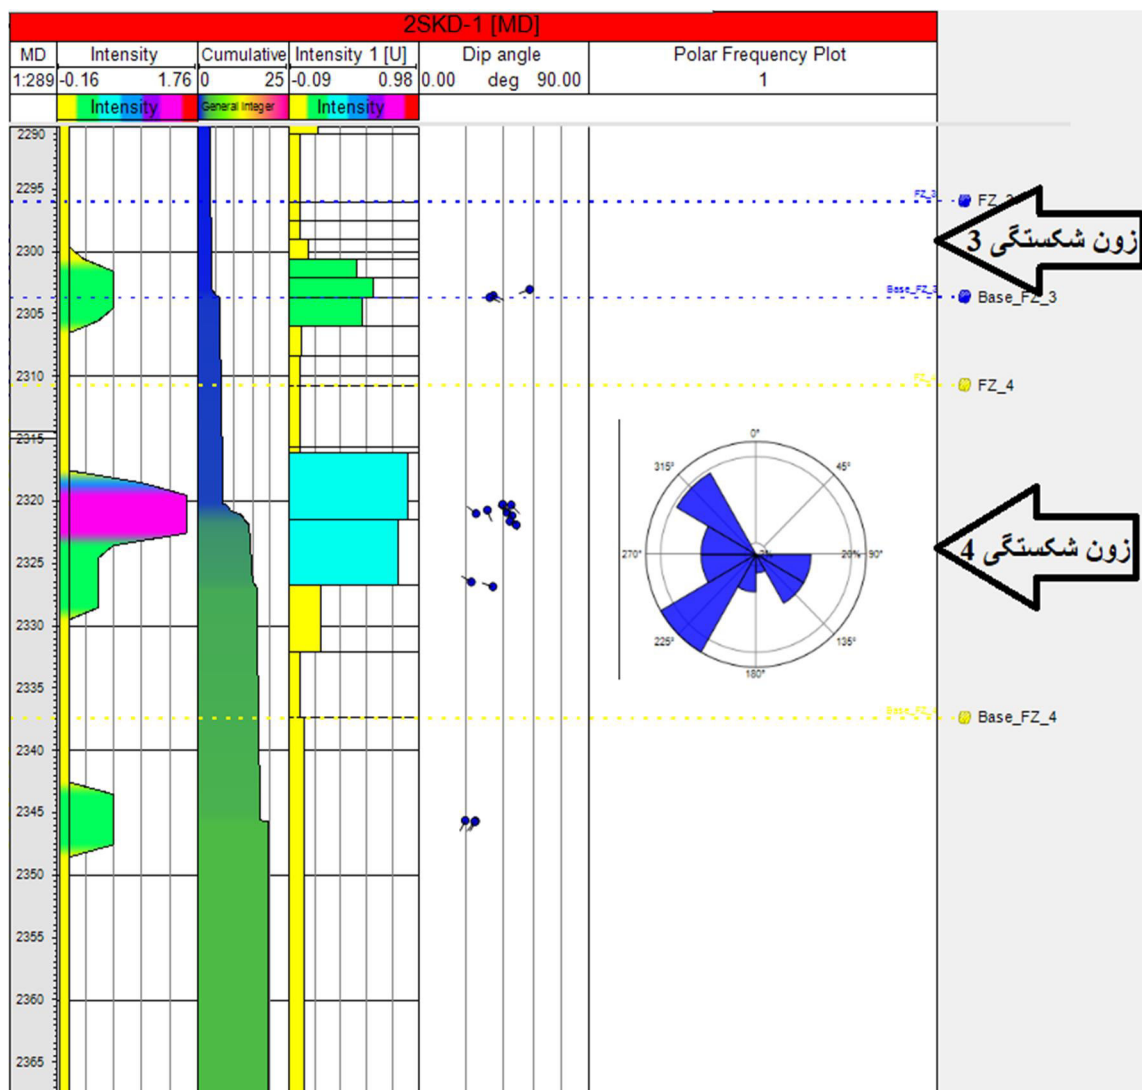 2SKD-1 [MD]
MD Intensity Cumulative Intensity 1 [U] Dip angle Polar Frequency Plot
1:289 -0.16 1.76 0 25 -0.09 0.98 0.00 deg 90.00 1
Intensity General Integer Intensity
2290
2295
FZ_3
زون شکستگی 3
2300
Base_FZ_3 Base_FZ_3
2305
2310
FZ_4 FZ_4
2315
0°
315° 45°
2320
زون شکستگی 4
270° 20% 90°
2325
225° 135°
2330
180°
2335
Base_FZ_4 Base_FZ_4
2340
2345
2350
2355
2360
2365